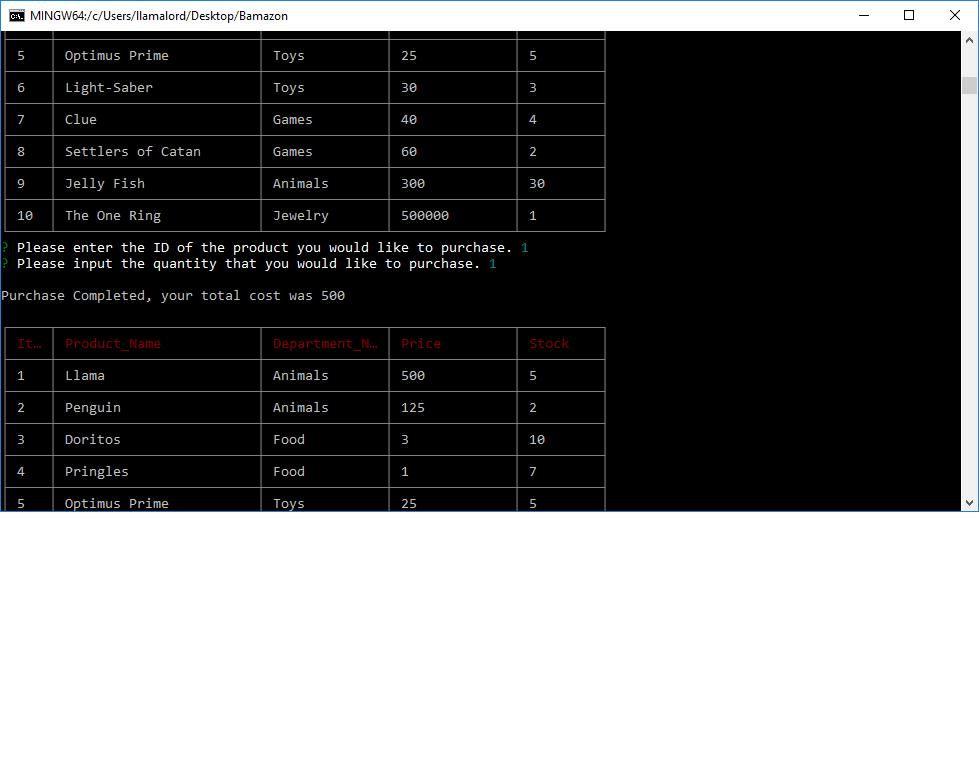 MINGW64:/c/Users/llamalord/Desktop/Bamazon
5 Optimus Prime Toys 25 5
6 Light-Saber Toys 30 3
7 Clue Games 40 4
8 Settlers of Catan Games 60 2
9 Jelly Fish Animals 300 30
10 The One Ring Jewelry 500000 1
? Please enter the ID of the product you would like to purchase. 1
? Please input the quantity that you would like to purchase. 1
Purchase Completed, your total cost was 500
It… Product_Name Department_N… Price Stock
1 Llama Animals 500 5
2 Penguin Animals 125 2
3 Doritos Food 3 10
4 Pringles Food 1 7
5 Optimus Prime Toys 25 5